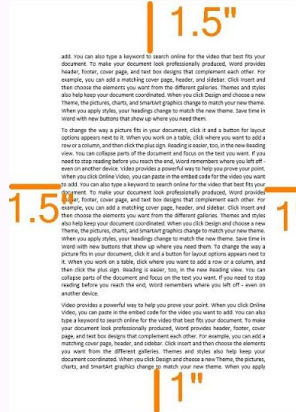 1.5"
add. You can also type a keyword to search online for the video that best fits your
document. To make your document look professionally produced, Word provides
header, footer, cover page, and text box designs that complement each other. For
example, you can add a matching cover page, header, and sidebar. Click Insert and
then choose the elements you want from the different galleries. Themes and styles
also help keep your document coordinated. When you click Design and choose a new
Theme, the pictures, charts, and SmartArt graphics change to match your new theme.
When you apply styles, your headings change to match the new theme. Save time in
Word with new buttons that show up where you need them.
To change the way a picture fits in your document, click it and a button for layout
options appears next to it. When you work on a table, click where you want to add a
row or a column, and then click the plus sign. Reading is easier, too, in the new Reading
view. You can collapse parts of the document and focus on the text you want. If you
need to stop reading before you reach the end, Word remembers where you left off -
even on another device. Video provides a powerful way to help you prove your point.
When you click Online Video, you can paste in the embed code for the video you want
to add. You can also type a keyword to search online for the video that best fits your
document. To make your document look professionally produced, Word provides
header, footer, cover page, and text box designs that complement each other. For
example, you can add a matching cover page, header, and sidebar. Click Insert and
then choose the elements you want from the different galleries. Themes and styles
also help keep your document coordinated. When you click Design and choose a new
Theme, the pictures, charts, and SmartArt graphics change to match your new theme.
When you apply styles, your headings change to match the new theme. Save time in
Word with new buttons that show up where you need them. To change the way a
picture fits in your document, click it and a button for layout options appears next to
it. When you work on a table, click where you want to add a row or a column, and
then click the plus sign. Reading is easier, too, in the new Reading view. You can
collapse parts of the document and focus on the text you want. If you need to stop
reading before you reach the end, Word remembers where you left off - even on
another device.
Video provides a powerful way to help you prove your point. When you click Online
Video, you can paste in the embed code for the video you want to add. You can also
type a keyword to search online for the video that best fits your document. To make
your document look professionally produced, Word provides header, footer, cover
page, and text box designs that complement each other. For example, you can add a
matching cover page, header, and sidebar. Click Insert and then choose the elements
you want from the different galleries. Themes and styles also help keep your
document coordinated. When you click Design and choose a new Theme, the pictures,
charts, and SmartArt graphics change to match your new theme. When you apply
1.5"
1
1"